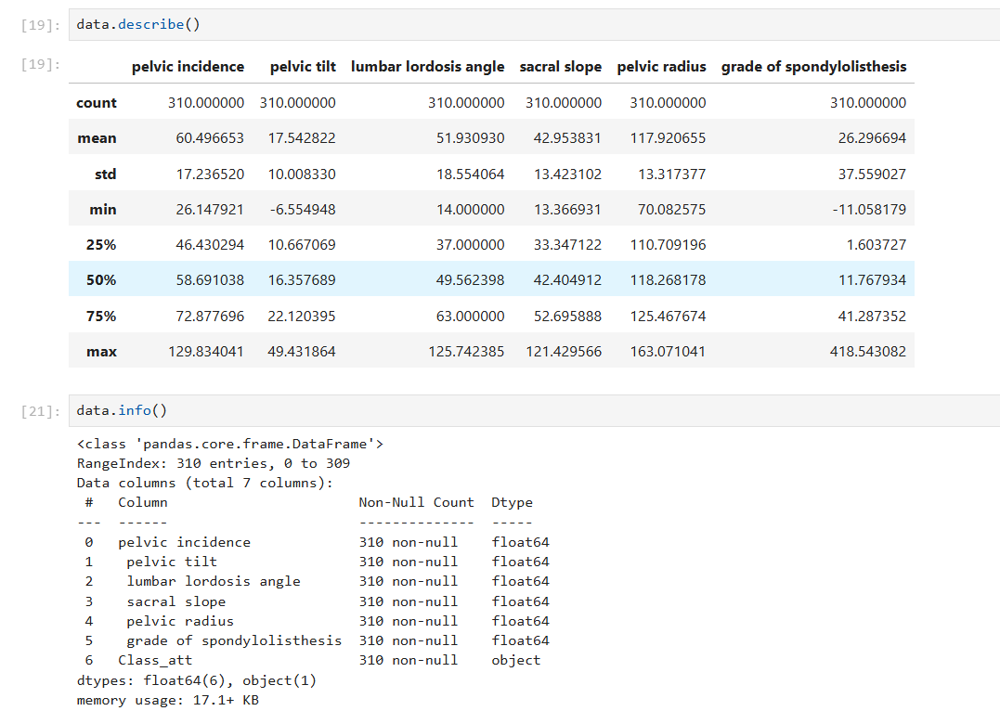 [19]: data.describe()
[19]: pelvic incidence pelvic tilt lumbar lordosis angle sacral slope pelvic radius grade of spondylolisthesis
count 310.000000 310.000000 310.000000 310.000000 310.000000 310.000000
mean 60.496653 17.542822 51.930930 42.953831 117.920655 26.296694
std 17.236520 10.008330 18.554064 13.423102 13.317377 37.559027
min 26.147921 -6.554948 14.000000 13.366931 70.082575 -11.058179
25% 46.430294 10.667069 37.000000 33.347122 110.709196 1.603727
50% 58.691038 16.357689 49.562398 42.404912 118.268178 11.767934
75% 72.877696 22.120395 63.000000 52.695888 125.467674 41.287352
max 129.834041 49.431864 125.742385 121.429566 163.071041 418.543082
[21]: data.info()
<class 'pandas.core.frame.DataFrame'>
RangeIndex: 310 entries, 0 to 309
Data columns (total 7 columns):
 #   Column                      Non-Null Count  Dtype
---  ------                      --------------  -----
 0   pelvic incidence            310 non-null    float64
 1    pelvic tilt                310 non-null    float64
 2    lumbar lordosis angle      310 non-null    float64
 3    sacral slope               310 non-null    float64
 4    pelvic radius              310 non-null    float64
 5    grade of spondylolisthesis 310 non-null    float64
 6   Class_att                   310 non-null    object
dtypes: float64(6), object(1)
memory usage: 17.1+ KB